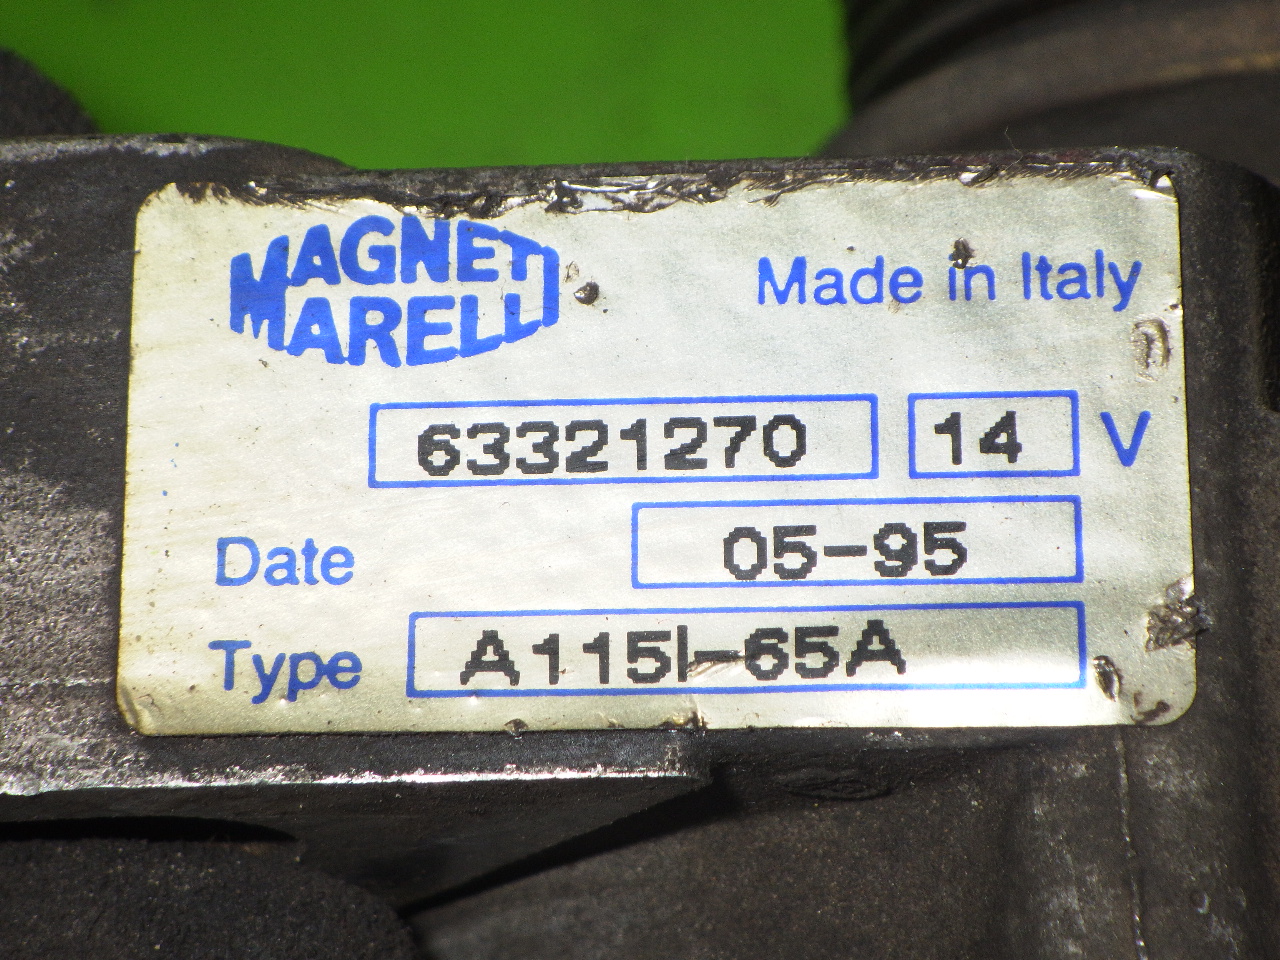 MAGNETI
MARELLI
Made in Italy
63321270 14 V
Date 05-95
Type A115I-65A